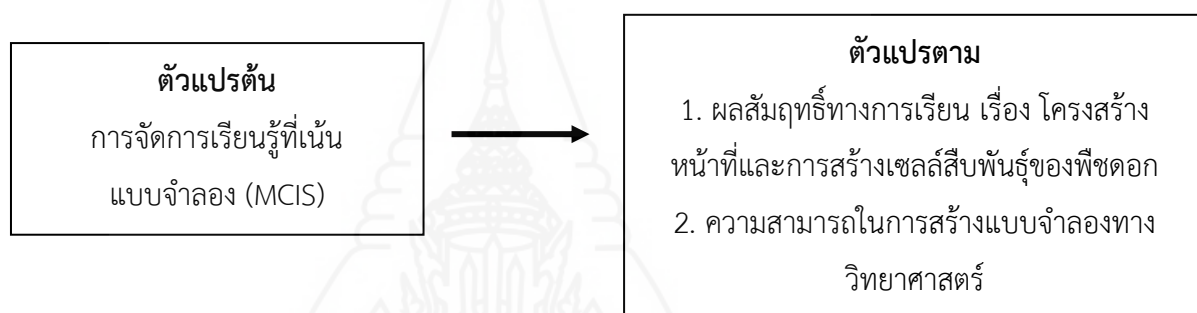 ตัวแปรต้น
การจัดการเรียนรู้ที่เน้น
แบบจำลอง (MCIS)
ตัวแปรตาม
1. ผลสัมฤทธิ์ทางการเรียน เรื่อง โครงสร้าง
หน้าที่และการสร้างเซลล์สืบพันธุ์ของพืชดอก
2. ความสามารถในการสร้างแบบจำลองทาง
วิทยาศาสตร์